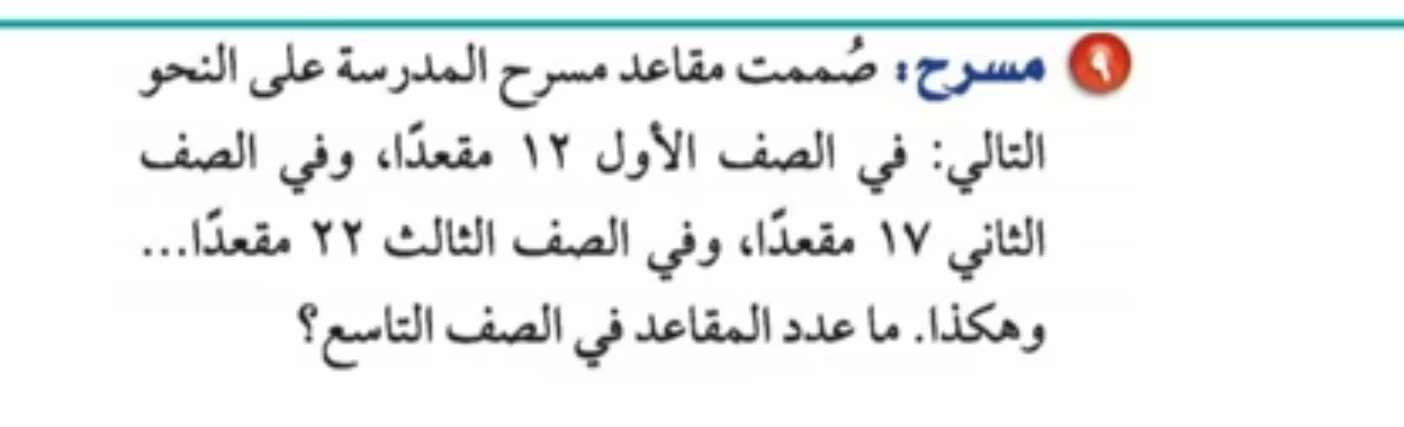 ٩ مسرح: صُممت مقاعد مسرح المدرسة على النحو
التالي: في الصف الأول ١٢ مقعدًا، وفي الصف
الثاني ١٧ مقعدًا، وفي الصف الثالث ٢٢ مقعدًا...
وهكذا. ما عدد المقاعد في الصف التاسع؟